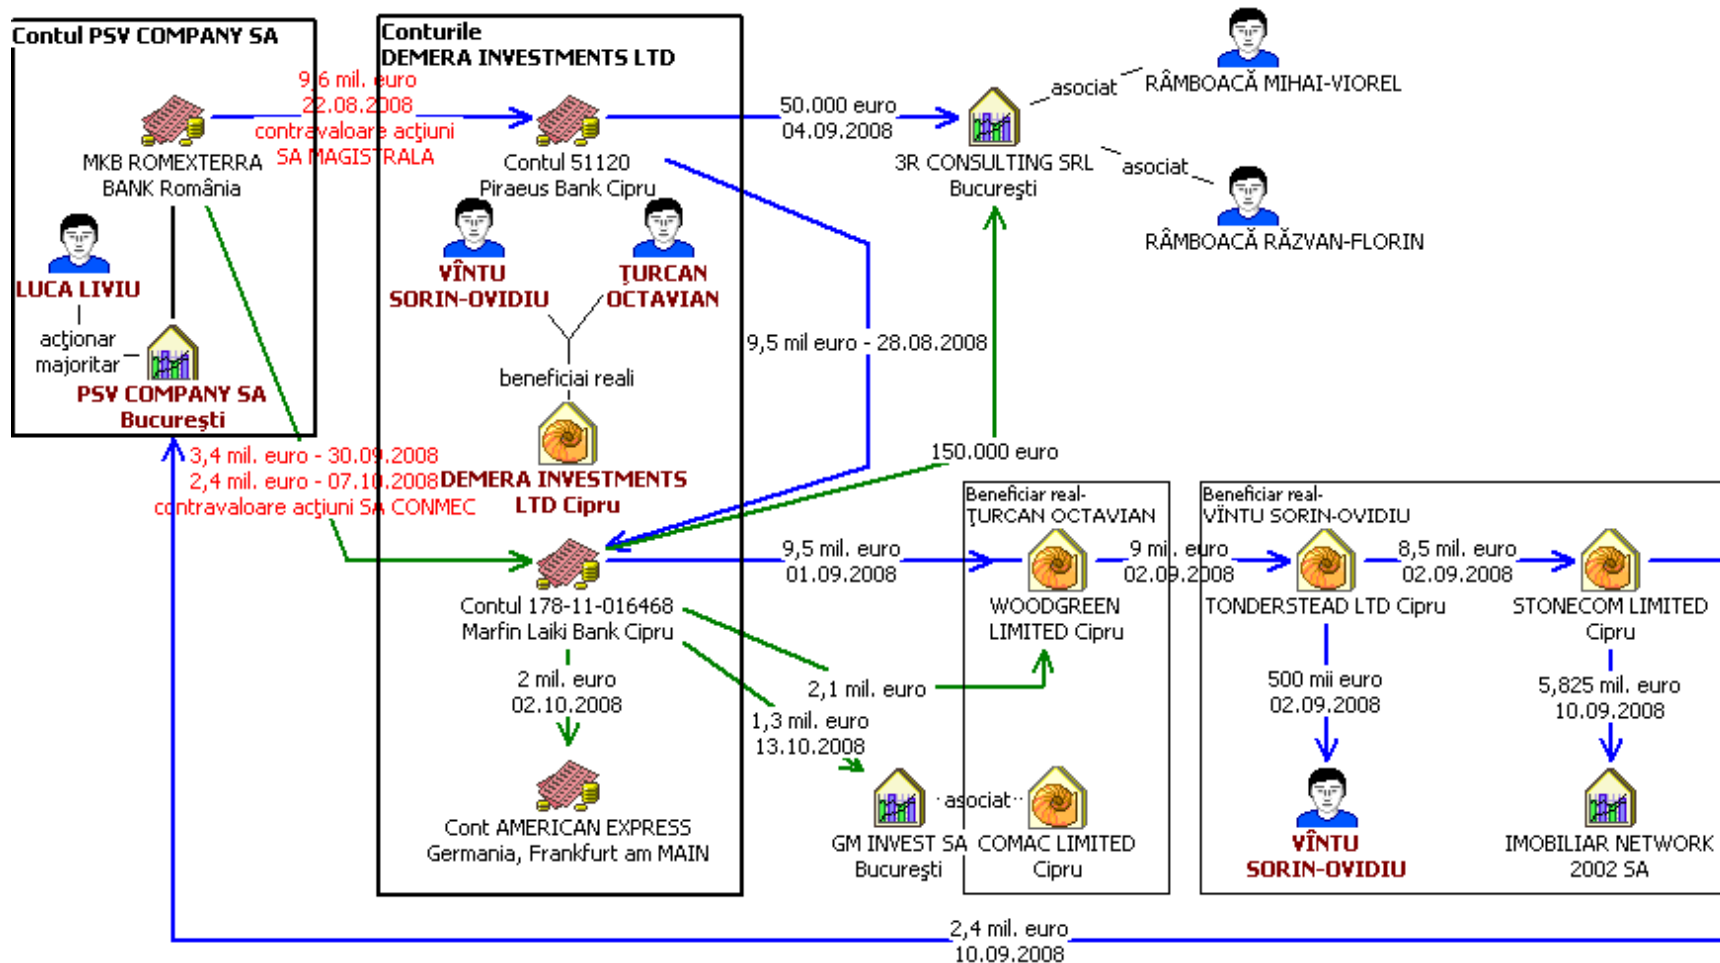 Contul PSV COMPANY SA
MKB ROMEXTERRA
BANK România
LUCA LIVIU
acţionar
majoritar
PSV COMPANY SA
Bucureşti
9,6 mil. euro
22.08.2008
contravaloare acţiuni
SA MAGISTRALA
3,4 mil. euro - 30.09.2008
2,4 mil. euro - 07.10.2008
contravaloare acţiuni SA CONMEC
Conturile
DEMERA INVESTMENTS LTD
Contul 51120
Piraeus Bank Cipru
VÎNTU
SORIN-OVIDIU
ŢURCAN
OCTAVIAN
beneficiai reali
DEMERA INVESTMENTS
LTD Cipru
Contul 178-11-016468
Marfin Laiki Bank Cipru
2 mil. euro
02.10.2008
Cont AMERICAN EXPRESS
Germania, Frankfurt am MAIN
50.000 euro
04.09.2008
3R CONSULTING SRL
Bucureşti
asociat
RÂMBOACĂ MIHAI-VIOREL
asociat
RÂMBOACĂ RĂZVAN-FLORIN
9,5 mil euro - 28.08.2008
150.000 euro
9,5 mil. euro
01.09.2008
Beneficiar real-
ŢURCAN OCTAVIAN
WOODGREEN
LIMITED Cipru
2,1 mil. euro
1,3 mil. euro
13.10.2008
GM INVEST SA
Bucureşti
asociat
COMAC LIMITED
Cipru
9 mil. euro
02.09.2008
Beneficiar real-
VÎNTU SORIN-OVIDIU
TONDERSTEAD LTD Cipru
8,5 mil. euro
02.09.2008
STONECOM LIMITED
Cipru
500 mii euro
02.09.2008
VÎNTU
SORIN-OVIDIU
5,825 mil. euro
10.09.2008
IMOBILIAR NETWORK
2002 SA
2,4 mil. euro
10.09.2008